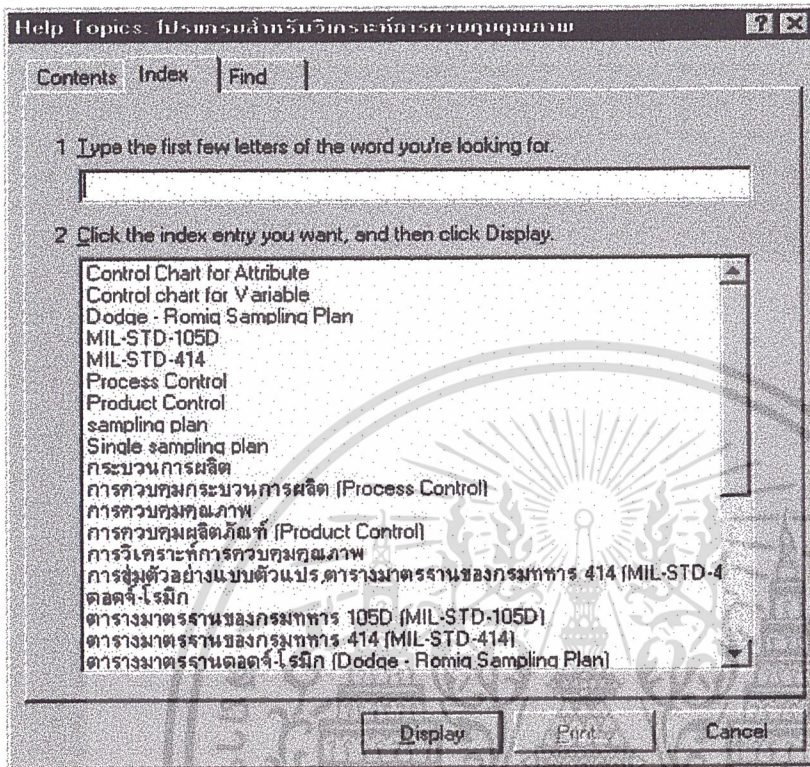 Help Topics: โปรแกรมสำหรับวิเคราะห์การควบคุมคุณภาพ
Contents Index Find
1 Type the first few letters of the word you're looking for.
2 Click the index entry you want, and then click Display.
Control Chart for Attribute
Control chart for Variable
Dodge - Romig Sampling Plan
MIL-STD-105D
MIL-STD-414
Process Control
Product Control
sampling plan
Single sampling plan
กระบวนการผลิต
การควบคุมกระบวนการผลิต (Process Control)
การควบคุมคุณภาพ
การควบคุมผลิตภัณฑ์ (Product Control)
การวิเคราะห์การควบคุมคุณภาพ
การสุ่มตัวอย่างแบบตัวแปร,ตารางมาตรฐานของกรมทหาร 414 (MIL-STD-4
ดอดจ์-โรมิก
ตารางมาตรฐานของกรมทหาร 105D (MIL-STD-105D)
ตารางมาตรฐานของกรมทหาร 414 (MIL-STD-414)
ตารางมาตรฐานดอดจ์-โรมิก (Dodge - Romig Sampling Plan)
Display Print Cancel